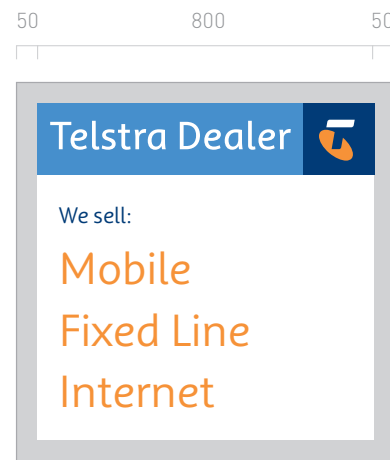 50 800 50
Telstra Dealer
We sell:
Mobile
Fixed Line
Internet